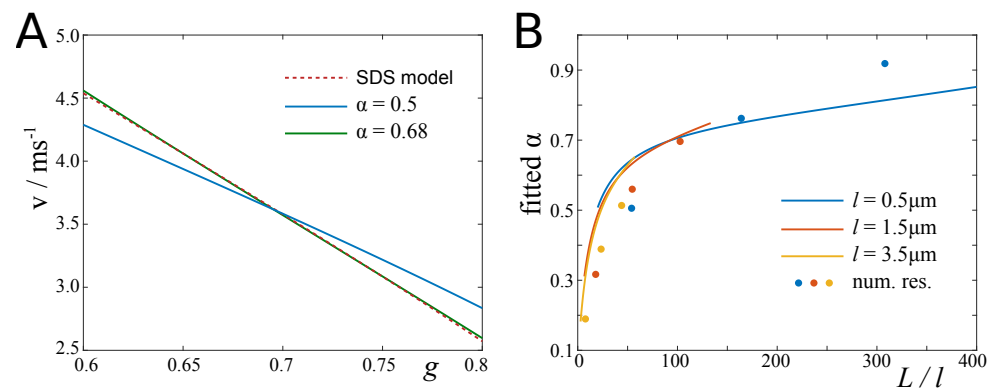 A
5.0
4.5
4.0
3.5
3.0
2.5
v / ms⁻¹
0.6
0.65
0.7
0.75
0.8
g
SDS model
α = 0.5
α = 0.68
B
0.9
0.7
0.5
0.3
0.1
fitted α
0
100
200
300
400
L / l
l = 0.5μm
l = 1.5μm
l = 3.5μm
num. res.